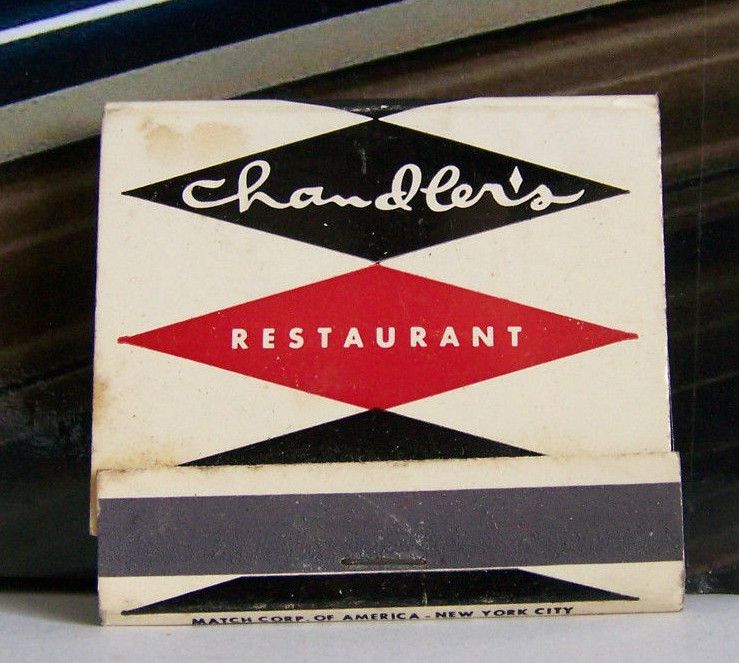 chandler's
RESTAURANT
MATCH CORP. OF AMERICA - NEW YORK CITY